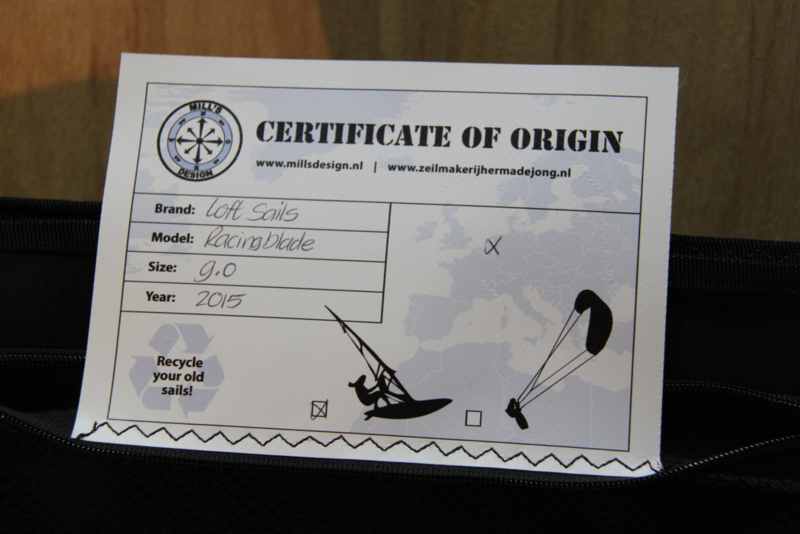 MILL'S
DESIGN
CERTIFICATE OF ORIGIN
www.millsdesign.nl | www.zeilmakerijhermadejong.nl
Brand: Loft Sails
Model: Racingblade
Size: 9.0
Year: 2015
Recycle
your old
sails!